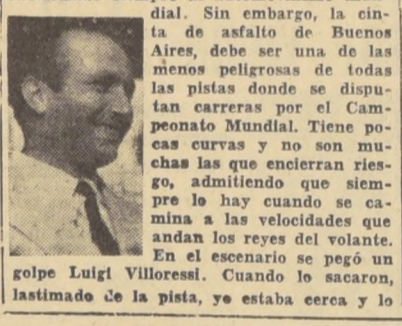 dial. Sin embargo, la cin-
ta de asfalto de Buenos
Aires, debe ser una de las
menos peligrosas de todas
las pistas donde se dispu-
tan carreras por el Cam-
peonato Mundial. Tiene po-
cas curvas y no son mu-
chas las que encierran ries-
go, admitiendo que siem-
pre lo hay cuando se ca-
mina a las velocidades que
andan los reyes del volante.
En el escenario se pegó un
golpe Luigi Villoressi. Cuando lo sacaron,
lastimado de la pista, yo estaba cerca y lo